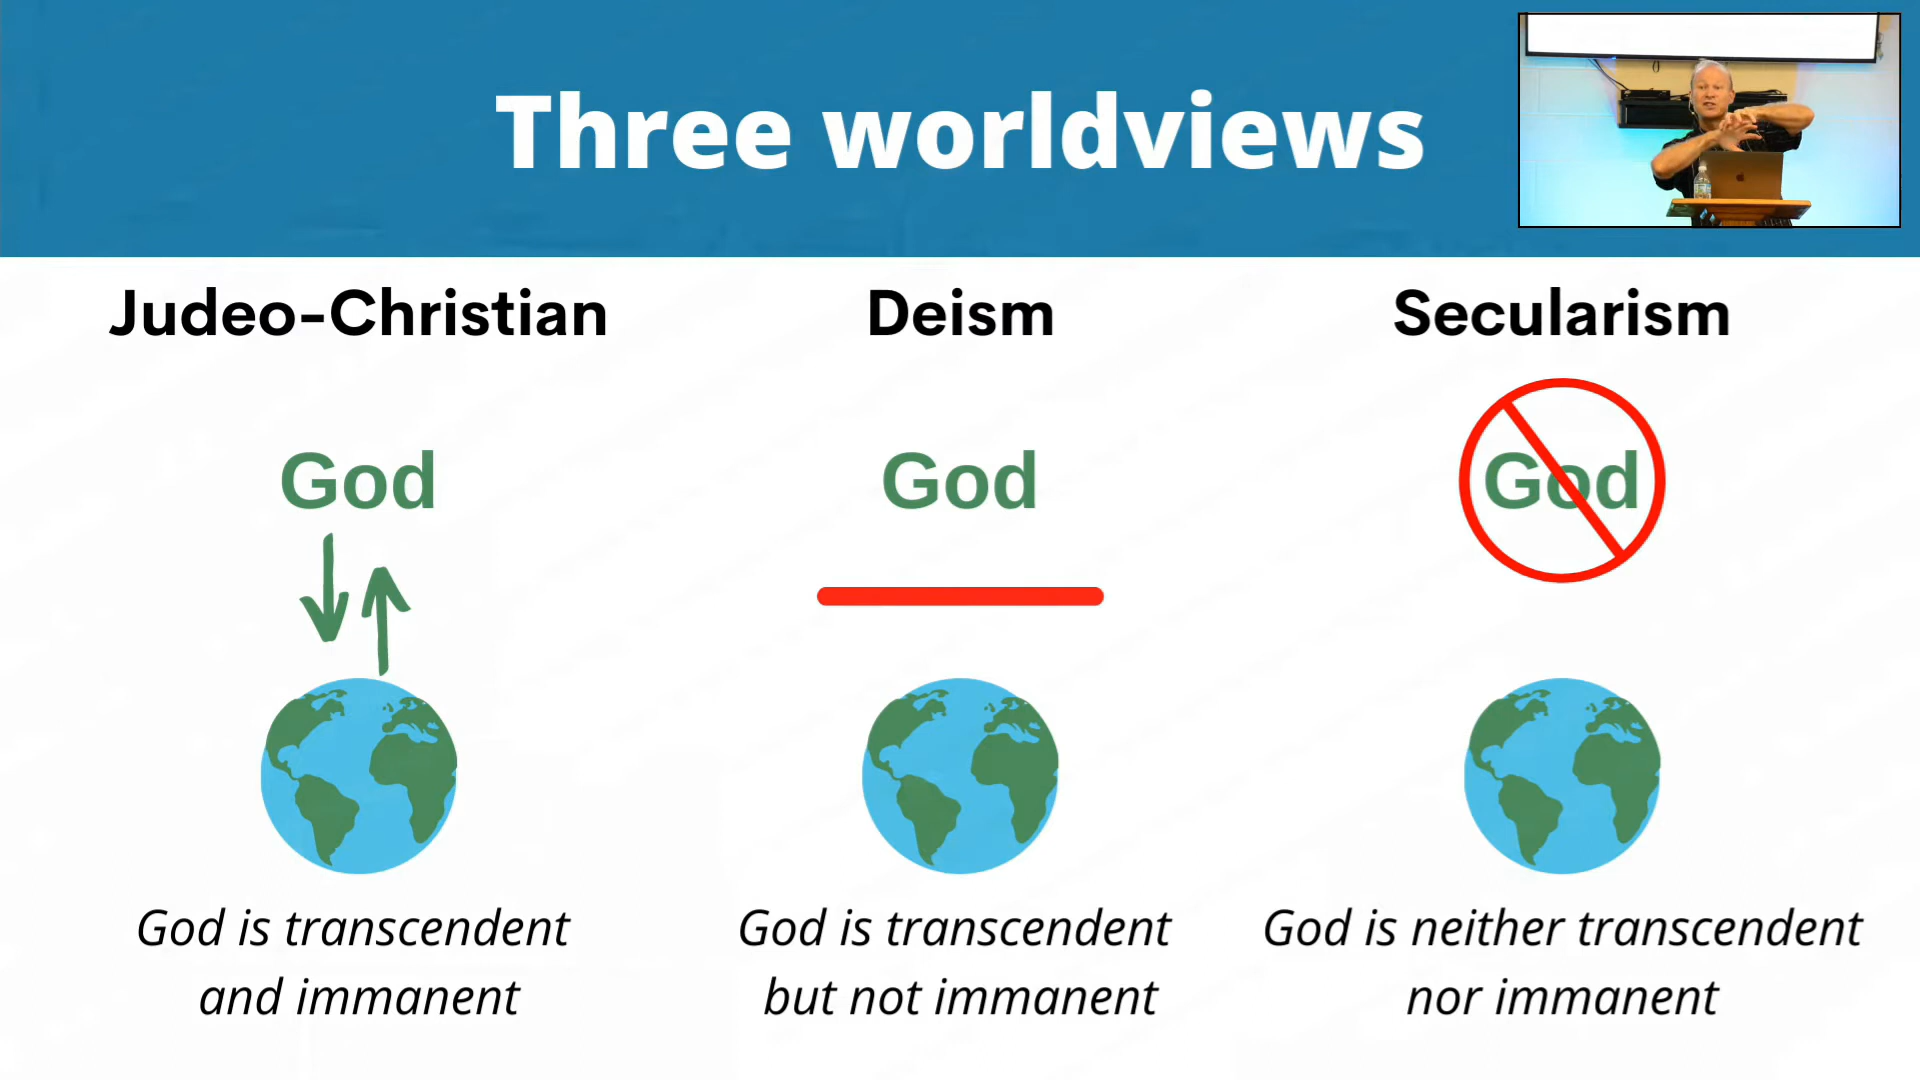 Three worldviews
Judeo-Christian
God
God is transcendent
and immanent
Deism
God
God is transcendent
but not immanent
Secularism
God
God is neither transcendent
nor immanent